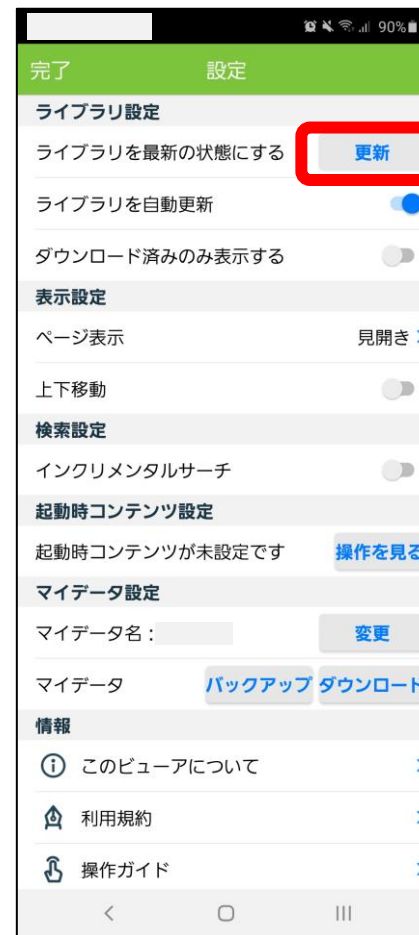 90%
完了 設定
ライブラリ設定
ライブラリを最新の状態にする 更新
ライブラリを自動更新
ダウンロード済みのみ表示する
表示設定
ページ表示 見開き
上下移動
検索設定
インクリメンタルサーチ
起動時コンテンツ設定
起動時コンテンツが未設定です 操作を見る
マイデータ設定
マイデータ名 : 変更
マイデータ バックアップ ダウンロード
情報
このビューアについて
利用規約
操作ガイド